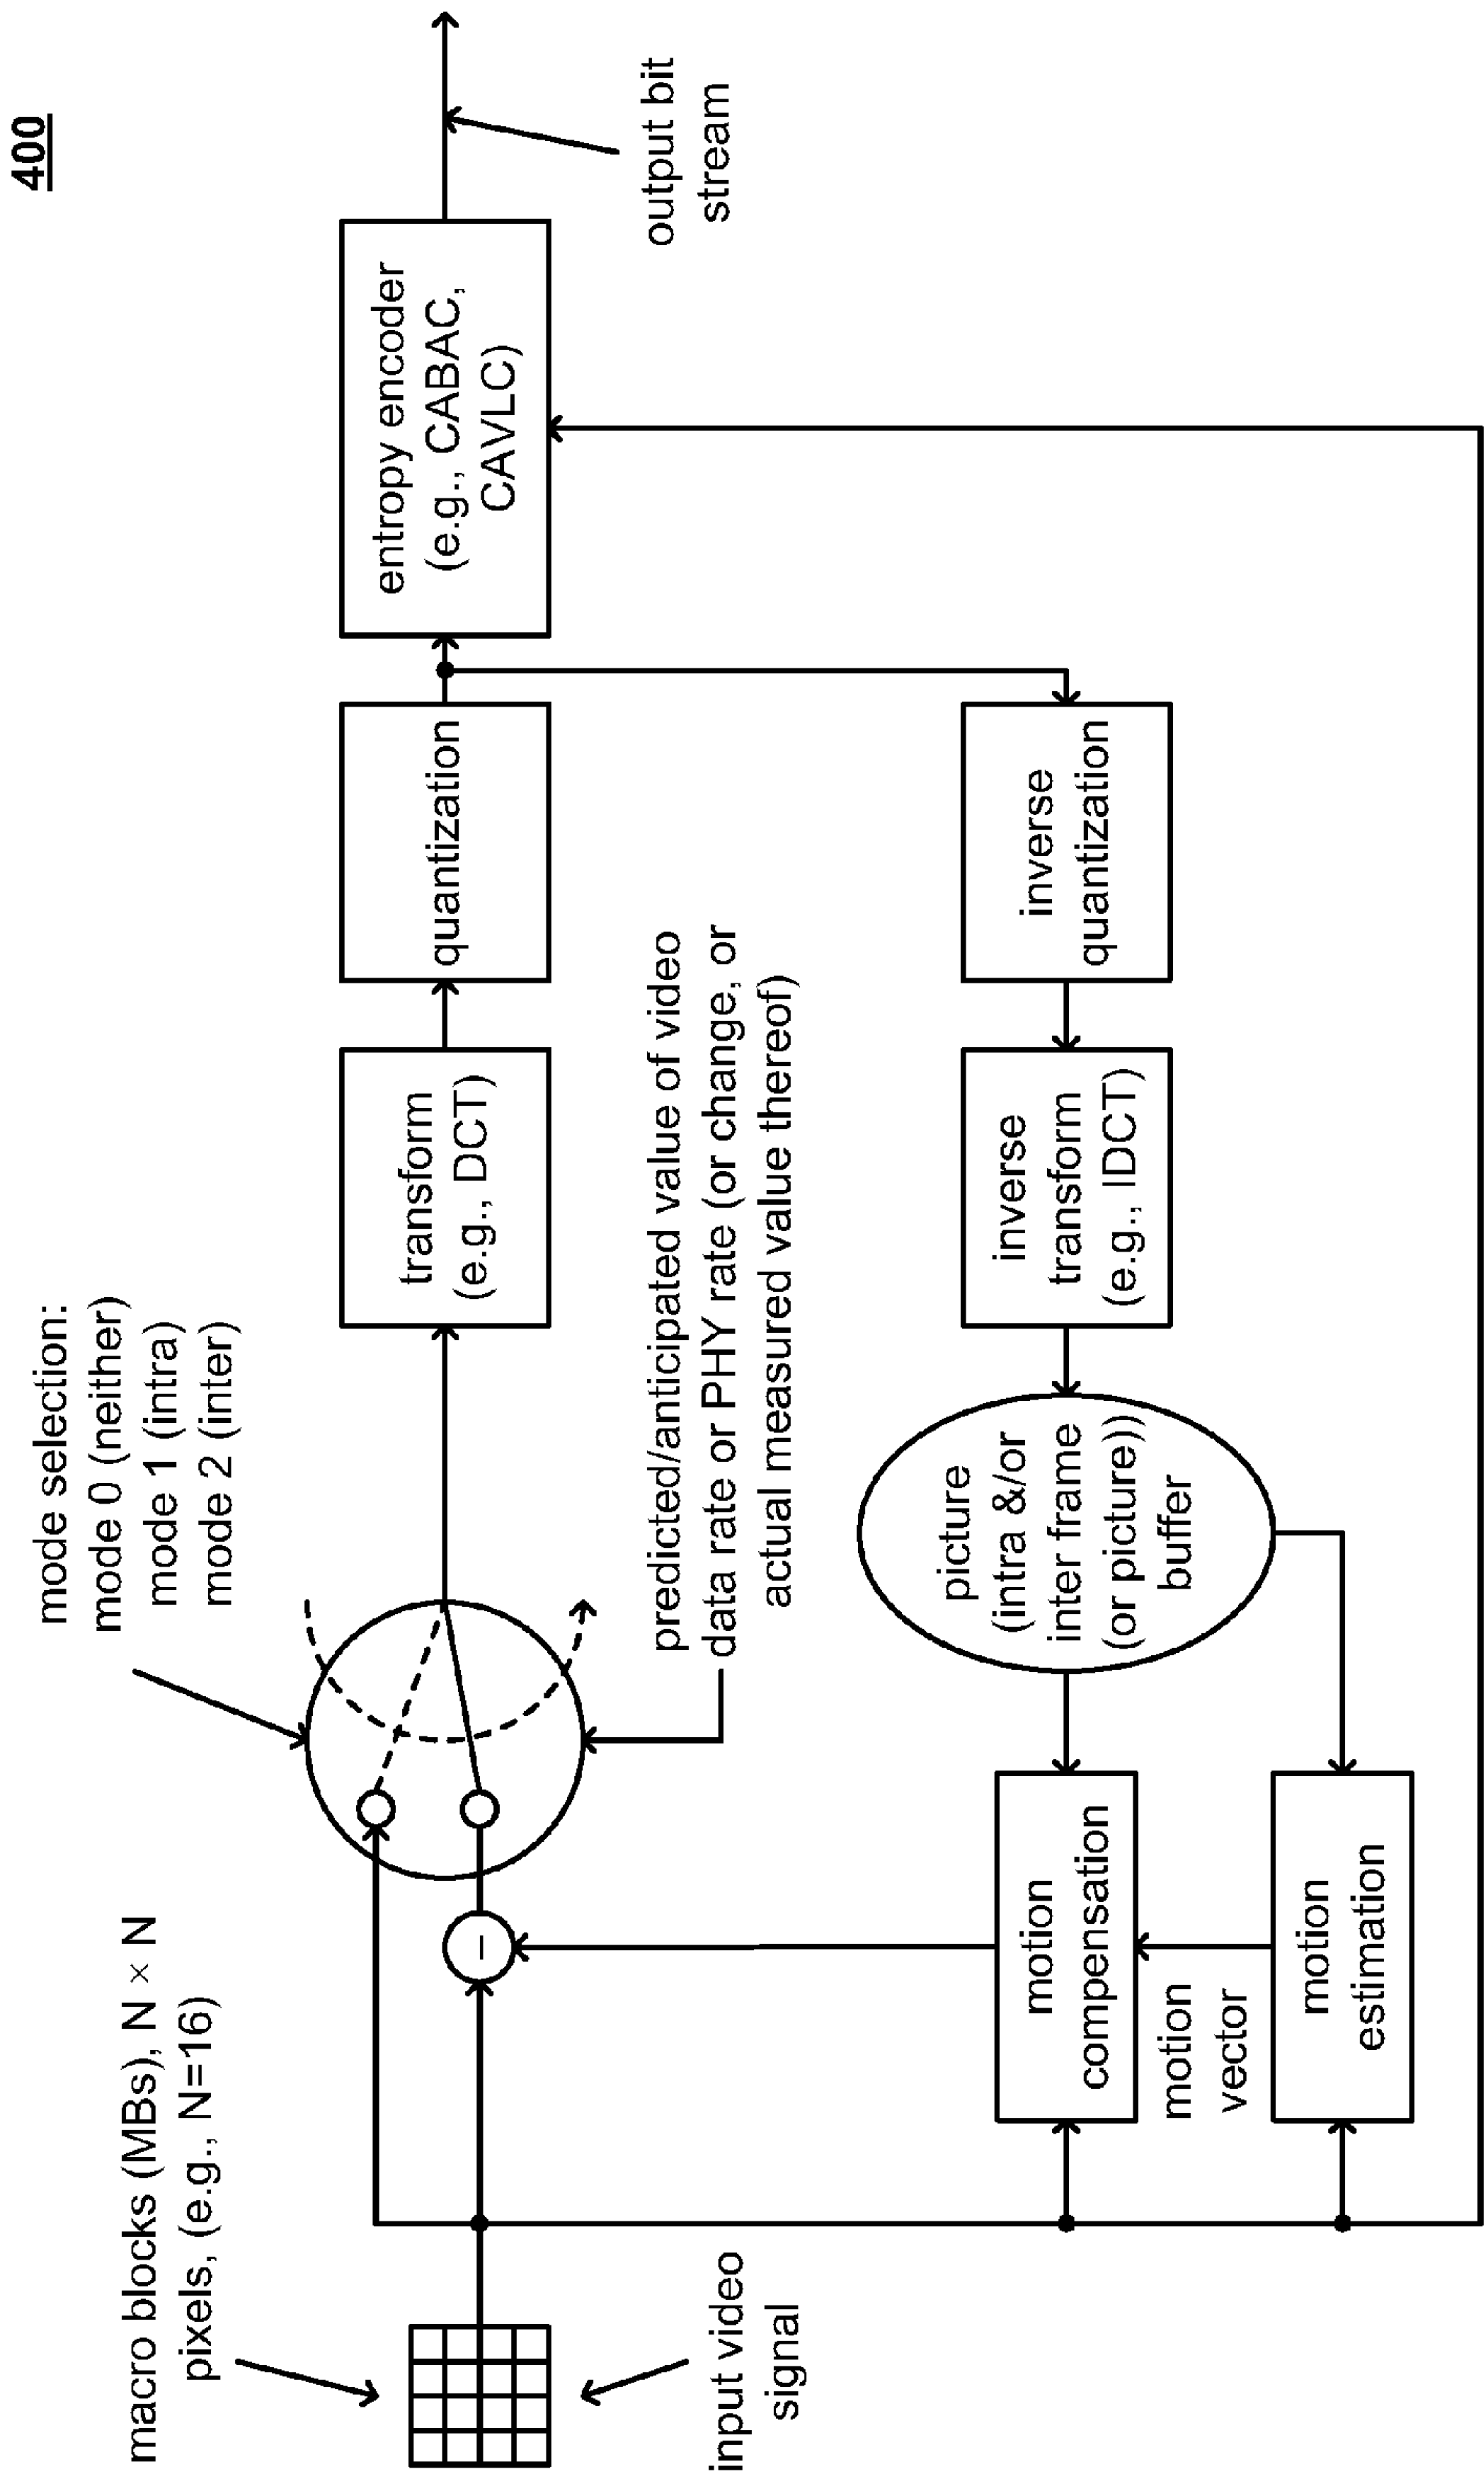 400
mode selection:
mode 0 (neither)
mode 1 (intra)
mode 2 (inter)
macro blocks (MBs), N × N
pixels, (e.g., N=16)
input video
signal
−
transform
(e.g., DCT)
quantization
entropy encoder
(e.g., CABAC,
CAVLC)
output bit
stream
predicted/anticipated value of video
data rate or PHY rate (or change, or
actual measured value thereof)
motion
compensation
motion
vector
motion
estimation
picture
(intra &/or
inter frame
(or picture))
buffer
inverse
transform
(e.g., IDCT)
inverse
quantization